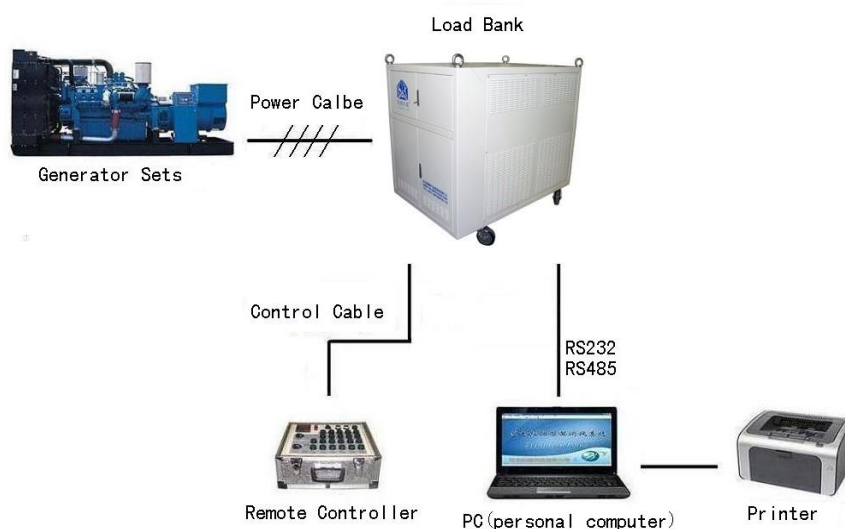 Load Bank
Power Calbe
Generator Sets
Control Cable
RS232
RS485
Remote Controller
PC(personal computer)
Printer